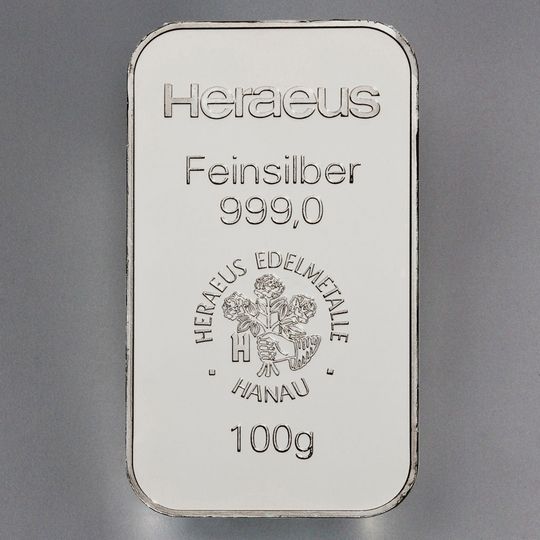 Heraeus
Feinsilber
999,0
HERAEUS EDELMETALLE
H
HANAU
100g